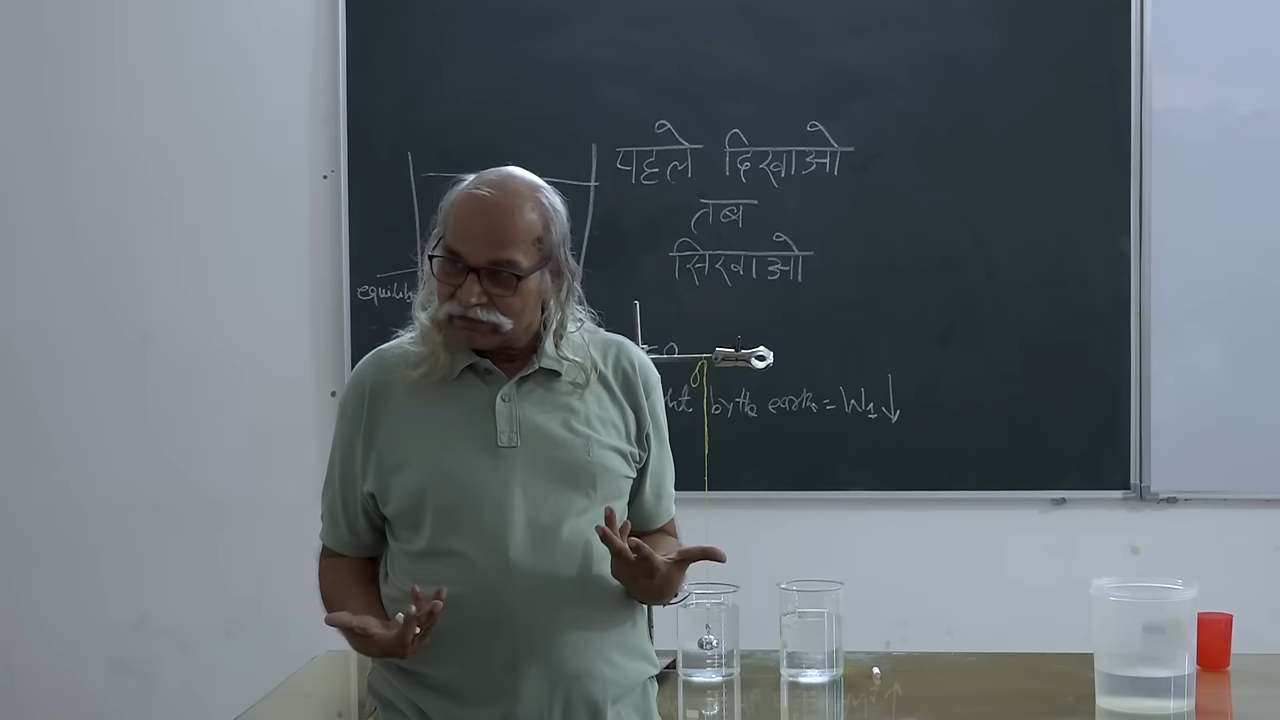 पहले दिखाओ
तब
सिखाओ
by the earth = W₁ ↓